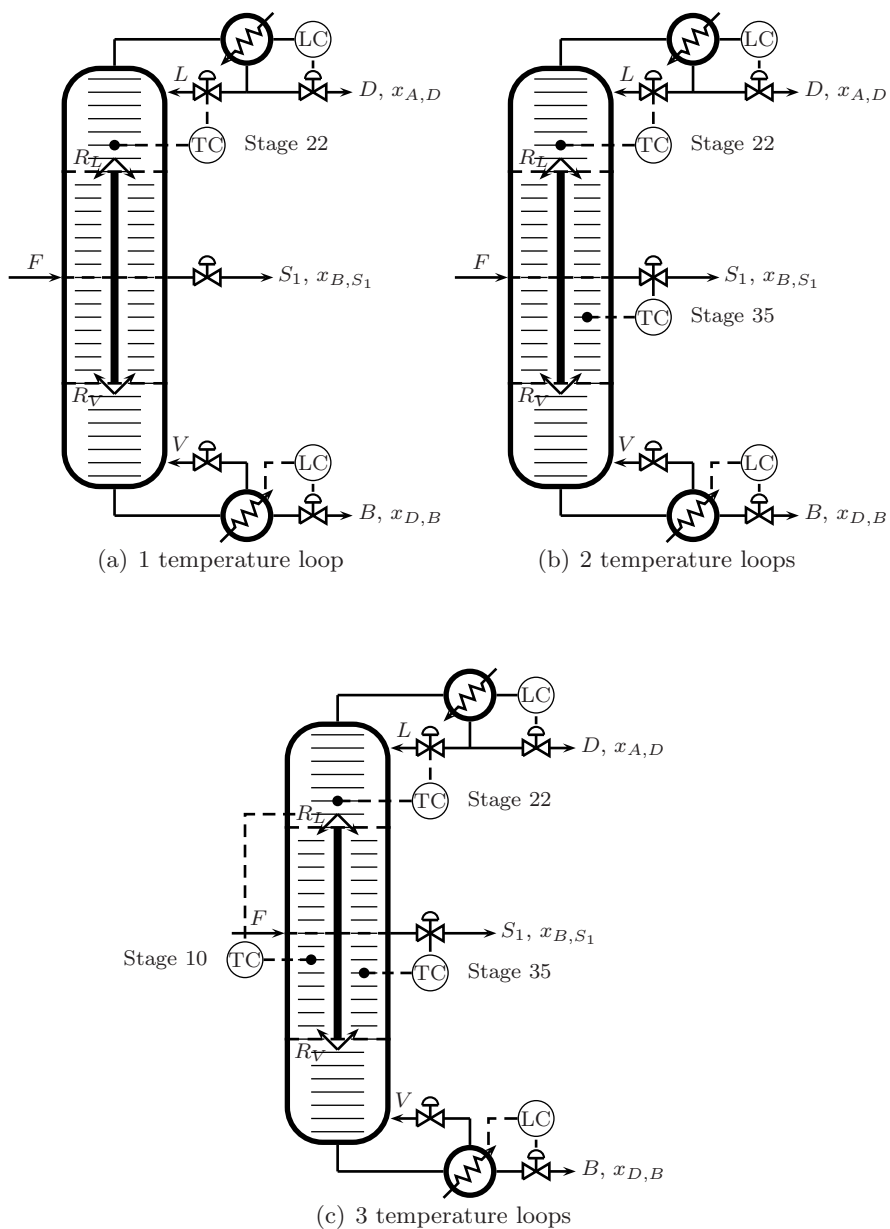 LC
L
D, x_{A,D}
TC
Stage 22
R_L
F
S_1, x_{B,S_1}
R_V
V
LC
B, x_{D,B}
(a) 1 temperature loop
LC
L
D, x_{A,D}
TC
Stage 22
R_L
F
S_1, x_{B,S_1}
TC
Stage 35
R_V
V
LC
B, x_{D,B}
(b) 2 temperature loops
LC
L
D, x_{A,D}
TC
Stage 22
R_L
F
S_1, x_{B,S_1}
Stage 10
TC
TC
Stage 35
R_V
V
LC
B, x_{D,B}
(c) 3 temperature loops